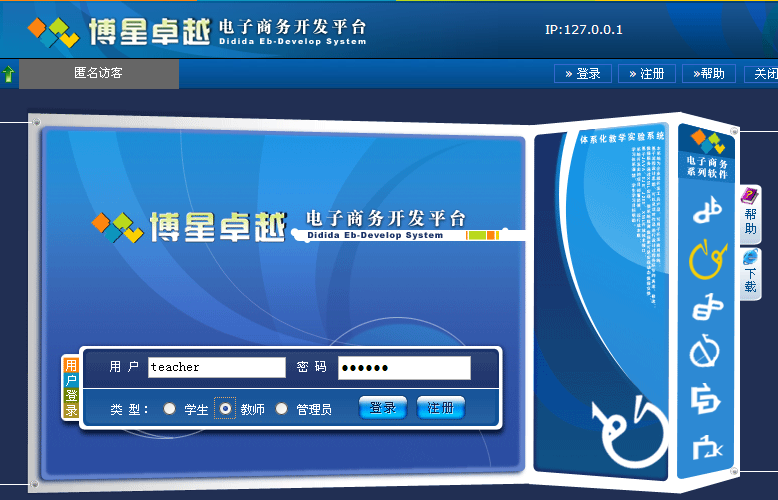 博星卓越 电子商务开发平台
Didida Eb-Develop System
IP:127.0.0.1
匿名访客
» 登录
» 注册
»帮助
关闭
体系化教学实验系统
电子商务
系列软件
帮助
下载
博星卓越 电子商务开发平台
Didida Eb-Develop System
用户登录
用 户 teacher 密 码 ●●●●●●
类 型： 学生 教师 管理员 登录 注册